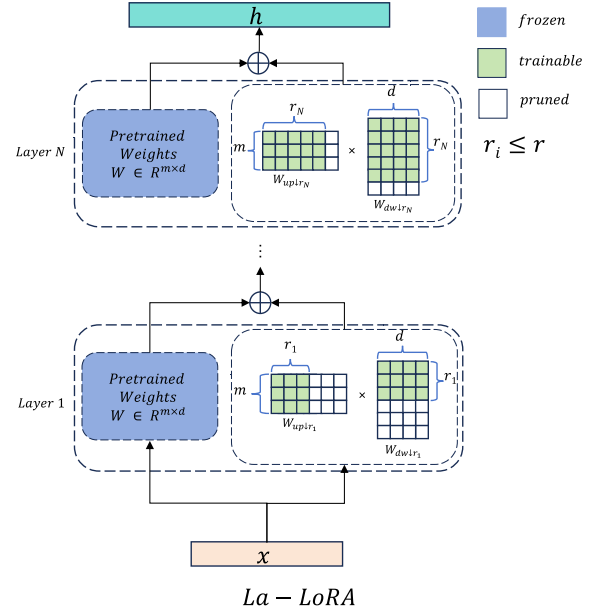 h
frozen
trainable
pruned
r_i ≤ r
Layer N
Pretrained
Weights
W ∈ R^{m×d}
r_N
m
W_{up↓r_N}
×
d
r_N
W_{dw↓r_N}
⋮
Layer 1
Pretrained
Weights
W ∈ R^{m×d}
r_1
m
W_{up↓r_1}
×
d
r_1
W_{dw↓r_1}
x
La − LoRA